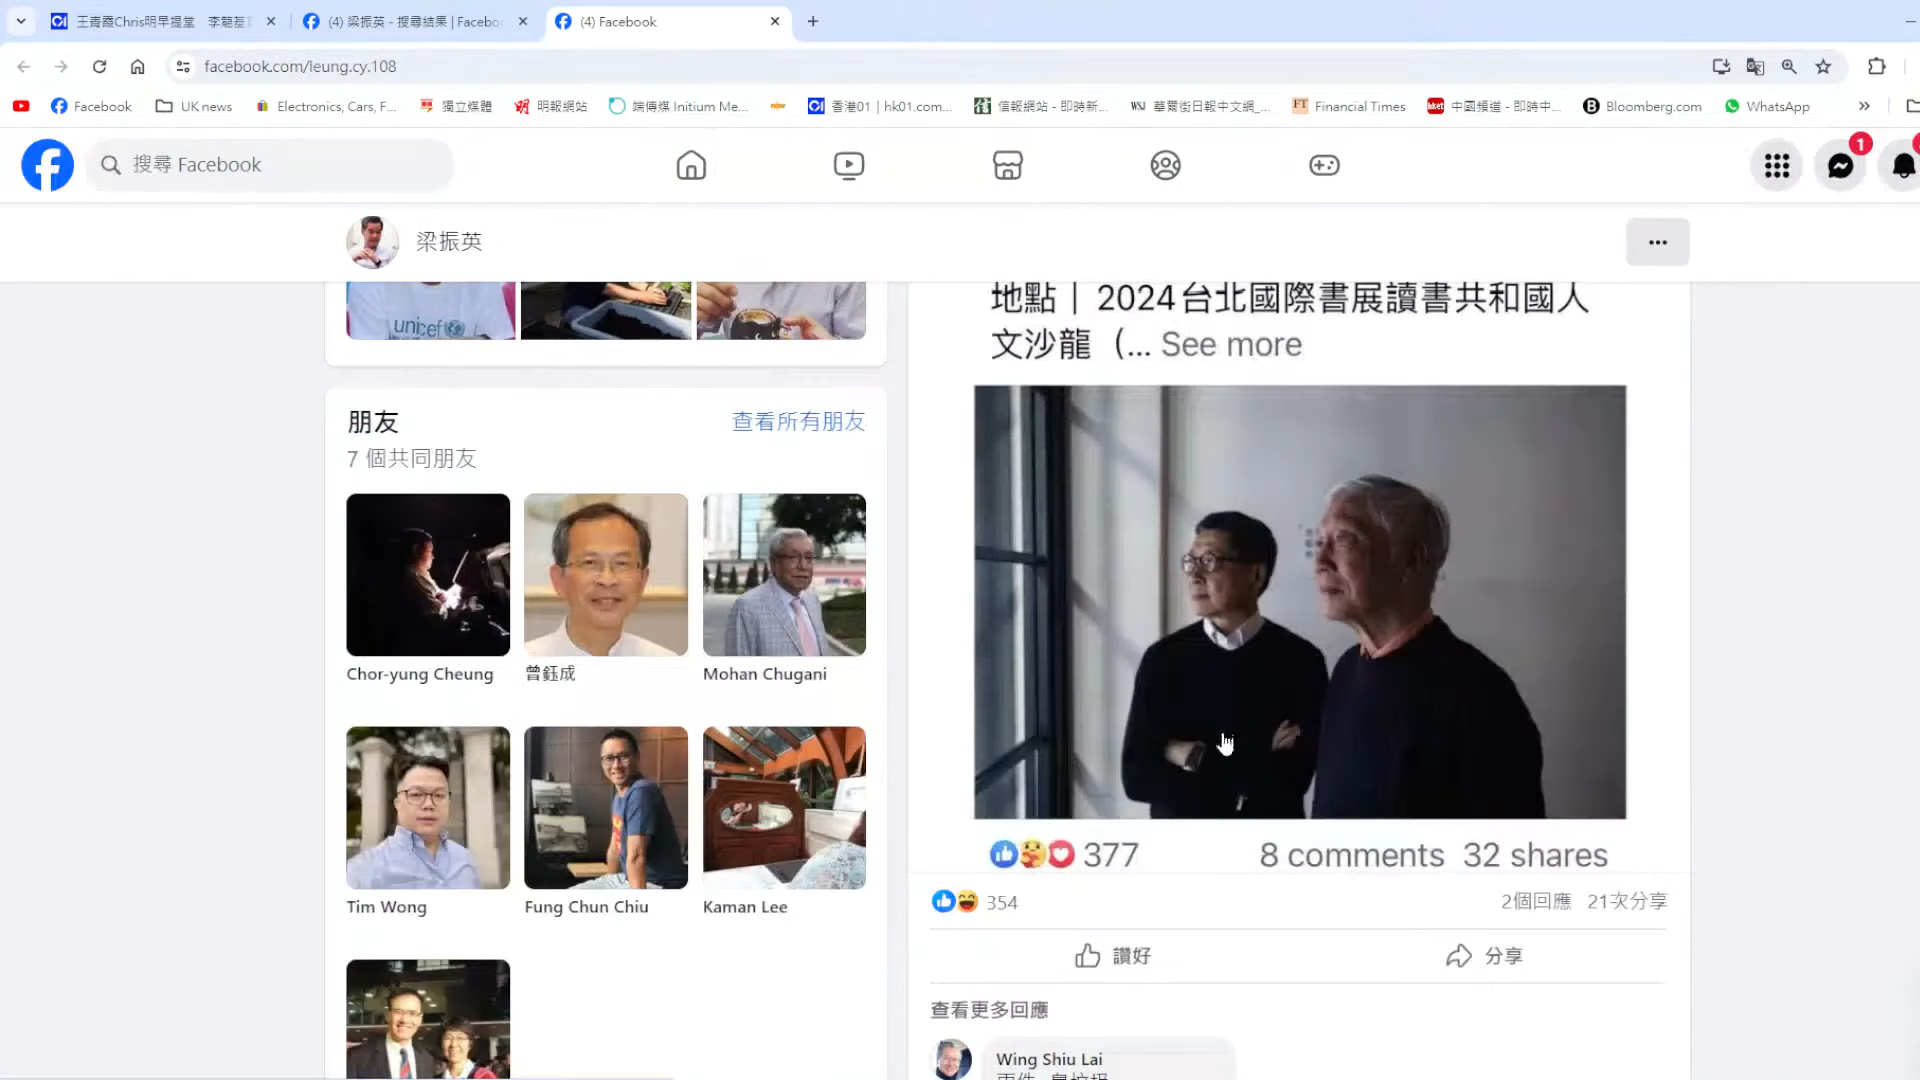 王青霞Chris明早提堂 李龍基
(4) 梁振英 - 搜尋結果 | Facebo
(4) Facebook
facebook.com/leung.cy.108
Facebook
UK news
Electronics, Cars, F...
獨立媒體
明報網站
端傳媒 Initium Me...
香港01 | hk01.com...
信報網站 - 即時新...
WSJ
華爾街日報中文網_...
FT
Financial Times
hket
中國頻道 - 即時中...
Bloomberg.com
WhatsApp
搜尋 Facebook
1
梁振英
unicef
地點｜2024台北國際書展讀書共和國人
文沙龍（... See more
朋友
查看所有朋友
7 個共同朋友
Chor-yung Cheung
曾鈺成
Mohan Chugani
Tim Wong
Fung Chun Chiu
Kaman Lee
377
8 comments 32 shares
354
2個回應 21次分享
讚好
分享
查看更多回應
Wing Shiu Lai